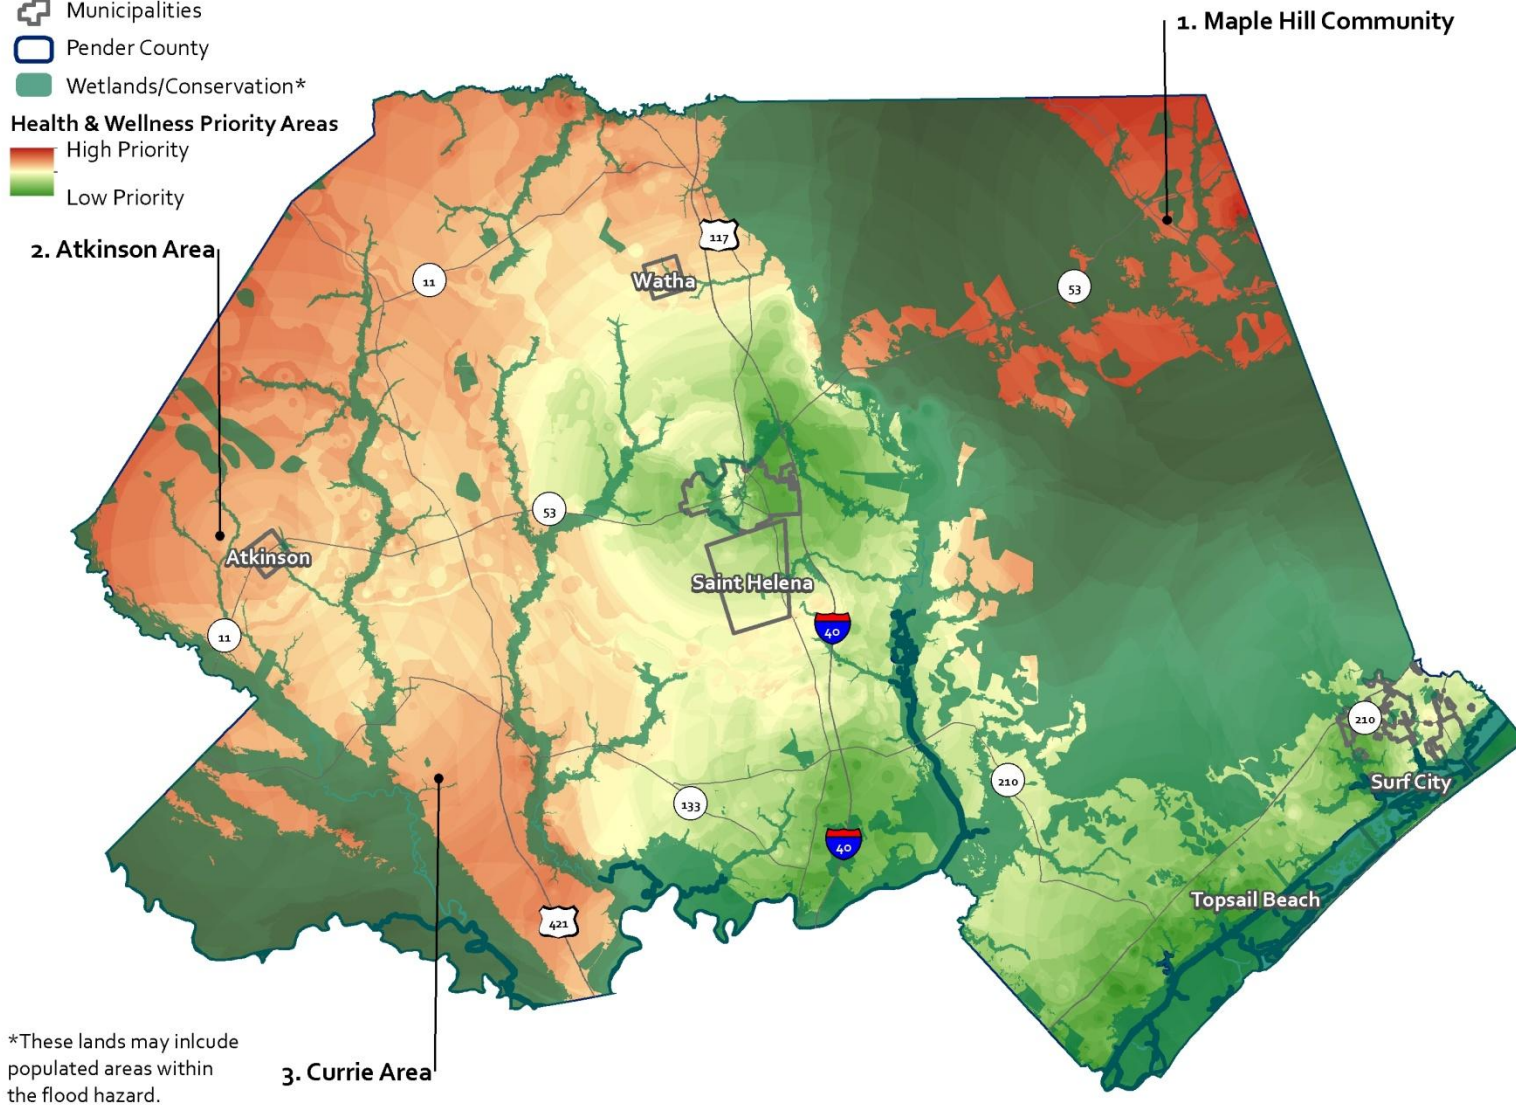 Municipalities
Pender County
Wetlands/Conservation*
Health & Wellness Priority Areas
High Priority
Low Priority
1. Maple Hill Community
2. Atkinson Area
117
Watha
11
53
53
Atkinson
Saint Helena
11
40
210
210
Surf City
133
40
Topsail Beach
421
*These lands may inlcude
populated areas within
the flood hazard.
3. Currie Area